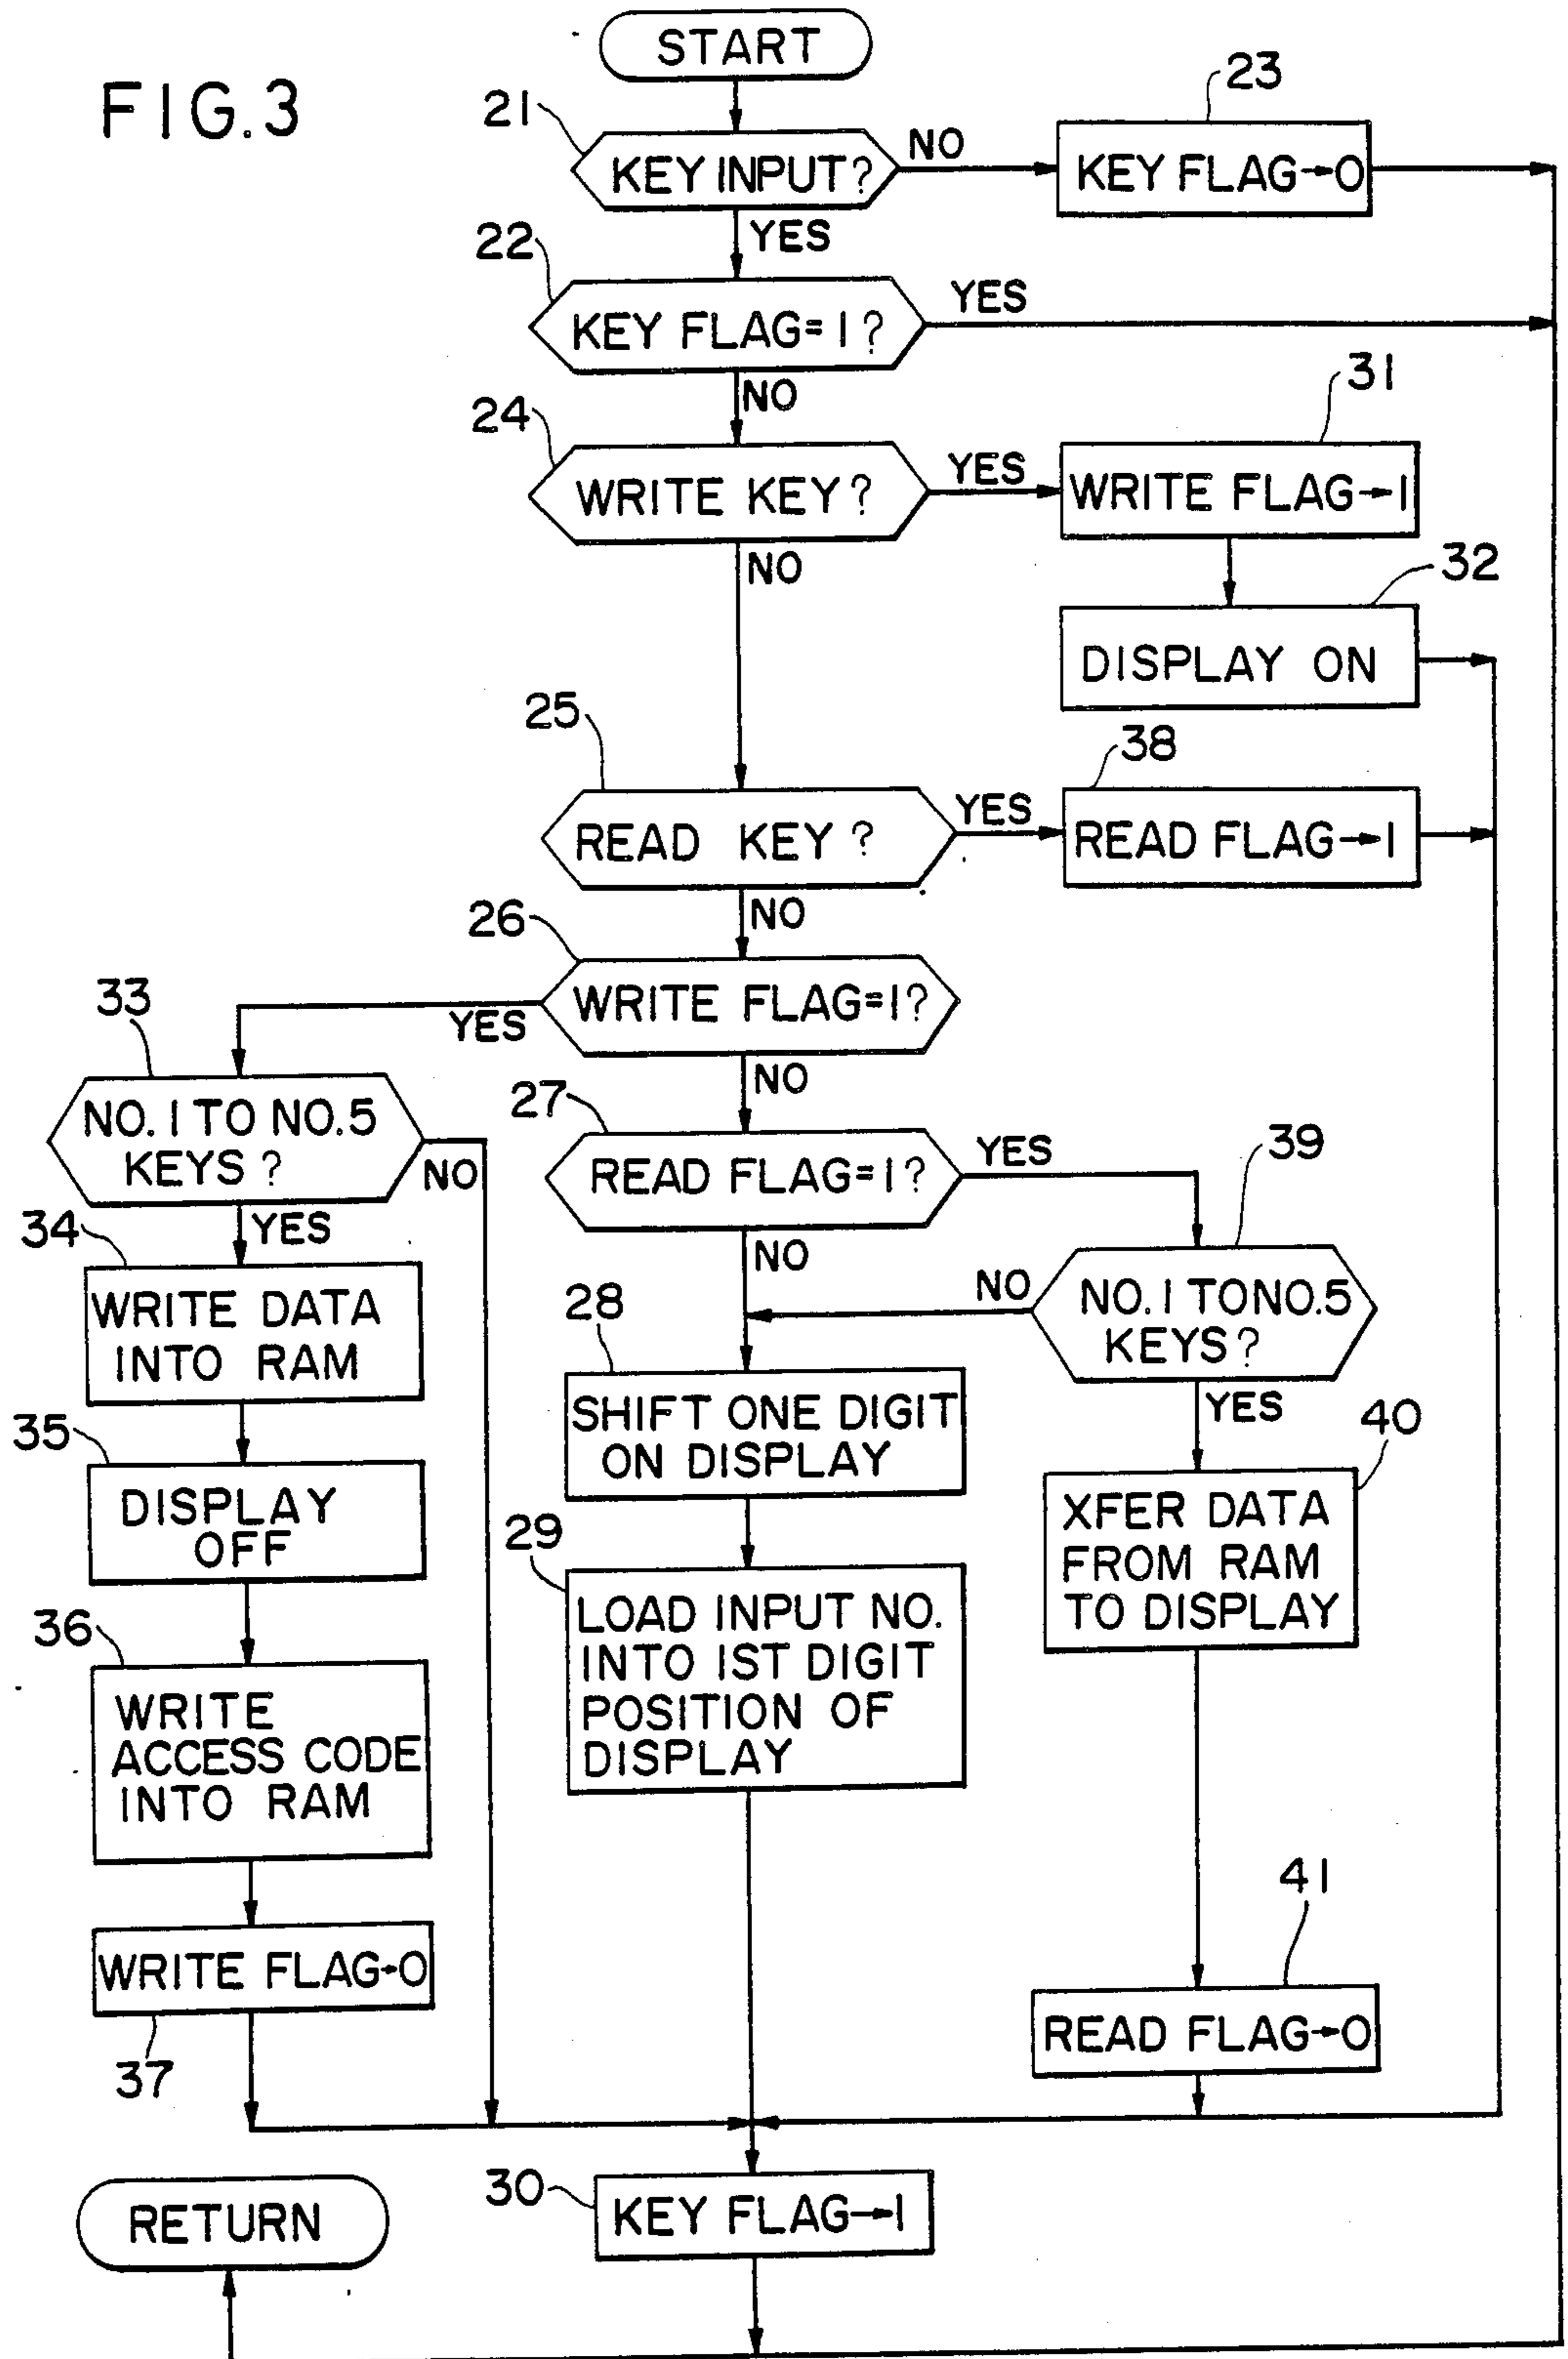 FIG.3
START
21
KEY INPUT?
NO
23
KEY FLAG→0
YES
22
KEY FLAG=1?
YES
NO
24
WRITE KEY?
YES
31
WRITE FLAG→1
NO
32
DISPLAY ON
25
READ KEY?
YES
38
READ FLAG→1
NO
26
WRITE FLAG=1?
YES
NO
33
NO.1 TO NO.5
KEYS?
NO
YES
27
READ FLAG=1?
YES
NO
39
NO.1 TO NO.5
KEYS?
NO
YES
34
WRITE DATA
INTO RAM
28
SHIFT ONE DIGIT
ON DISPLAY
40
XFER DATA
FROM RAM
TO DISPLAY
35
DISPLAY
OFF
29
LOAD INPUT NO.
INTO 1ST DIGIT
POSITION OF
DISPLAY
36
WRITE
ACCESS CODE
INTO RAM
41
READ FLAG→0
WRITE FLAG→0
37
30
KEY FLAG→1
RETURN